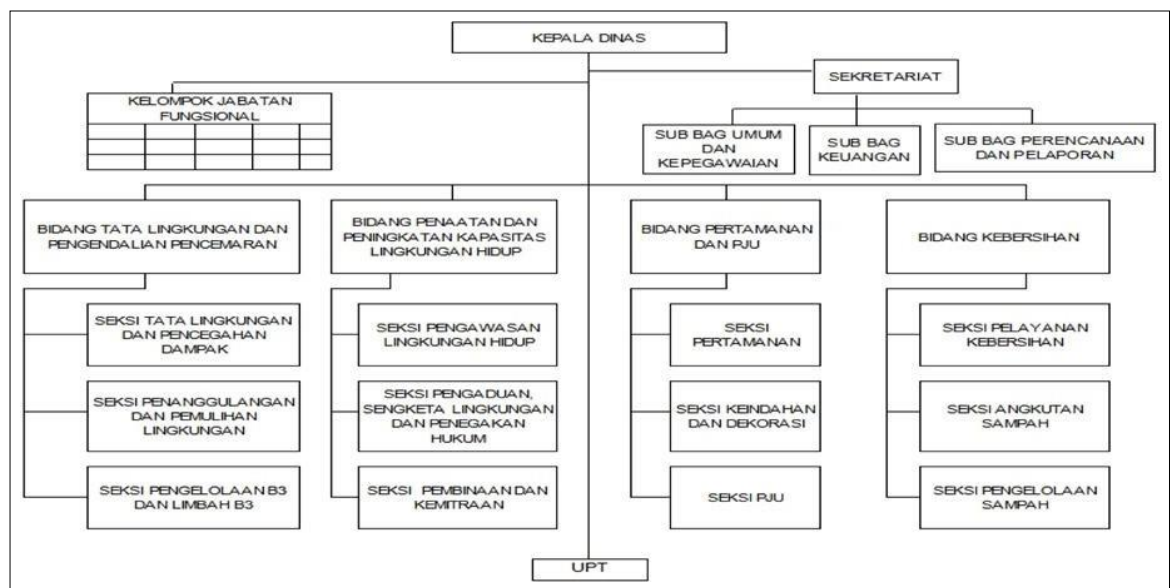 KEPALA DINAS
SEKRETARIAT
KELOMPOK JABATAN
FUNGSIONAL
SUB BAG UMUM
DAN
KEPEGAWAIAN
SUB BAG
KEUANGAN
SUB BAG PERENCANAAN
DAN PELAPORAN
BIDANG TATA LINGKUNGAN DAN
PENGENDALIAN PENCEMARAN
BIDANG PENAATAN DAN
PENINGKATAN KAPASITAS
LINGKUNGAN HIDUP
BIDANG PERTAMANAN
DAN PJU
BIDANG KEBERSIHAN
SEKSI TATA LINGKUNGAN
DAN PENCEGAHAN
DAMPAK
SEKSI PENGAWASAN
LINGKUNGAN HIDUP
SEKSI
PERTAMANAN
SEKSI PELAYANAN
KEBERSIHAN
SEKSI PENANGGULANGAN
DAN PEMULIHAN
LINGKUNGAN
SEKSI PENGADUAN,
SENGKETA LINGKUNGAN
DAN PENEGAKAN
HUKUM
SEKSI KEINDAHAN
DAN DEKORASI
SEKSI ANGKUTAN
SAMPAH
SEKSI PENGELOLAAN B3
DAN LIMBAH B3
SEKSI PEMBINAAN DAN
KEMITRAAN
SEKSI PJU
SEKSI PENGELOLAAN
SAMPAH
UPT